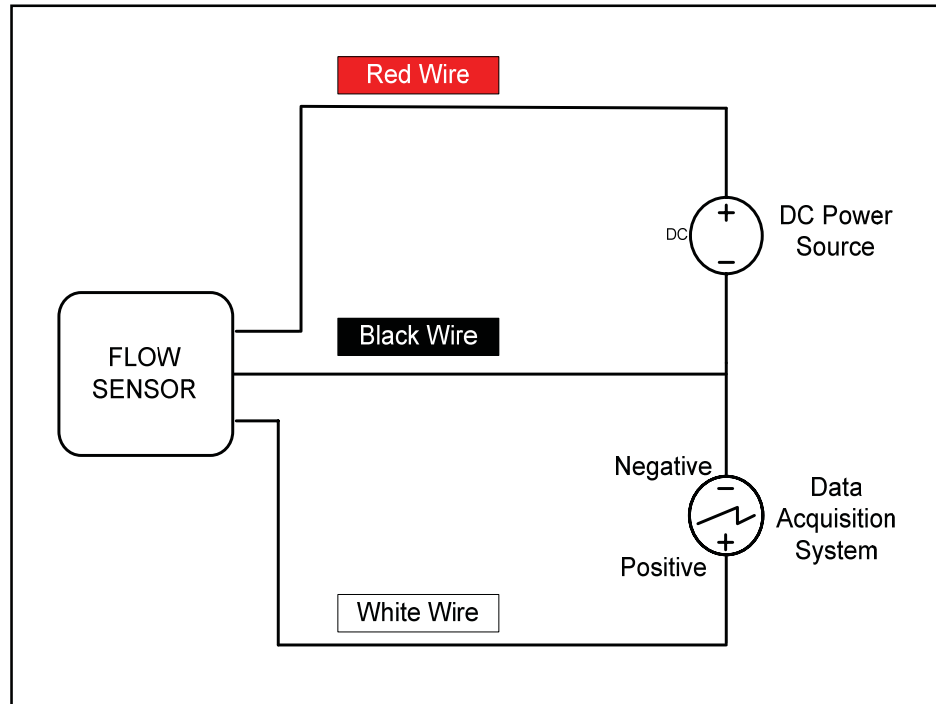 Red Wire
+
DC
–
DC Power
Source
Black Wire
FLOW
SENSOR
Negative
–
+
Positive
Data
Acquisition
System
White Wire